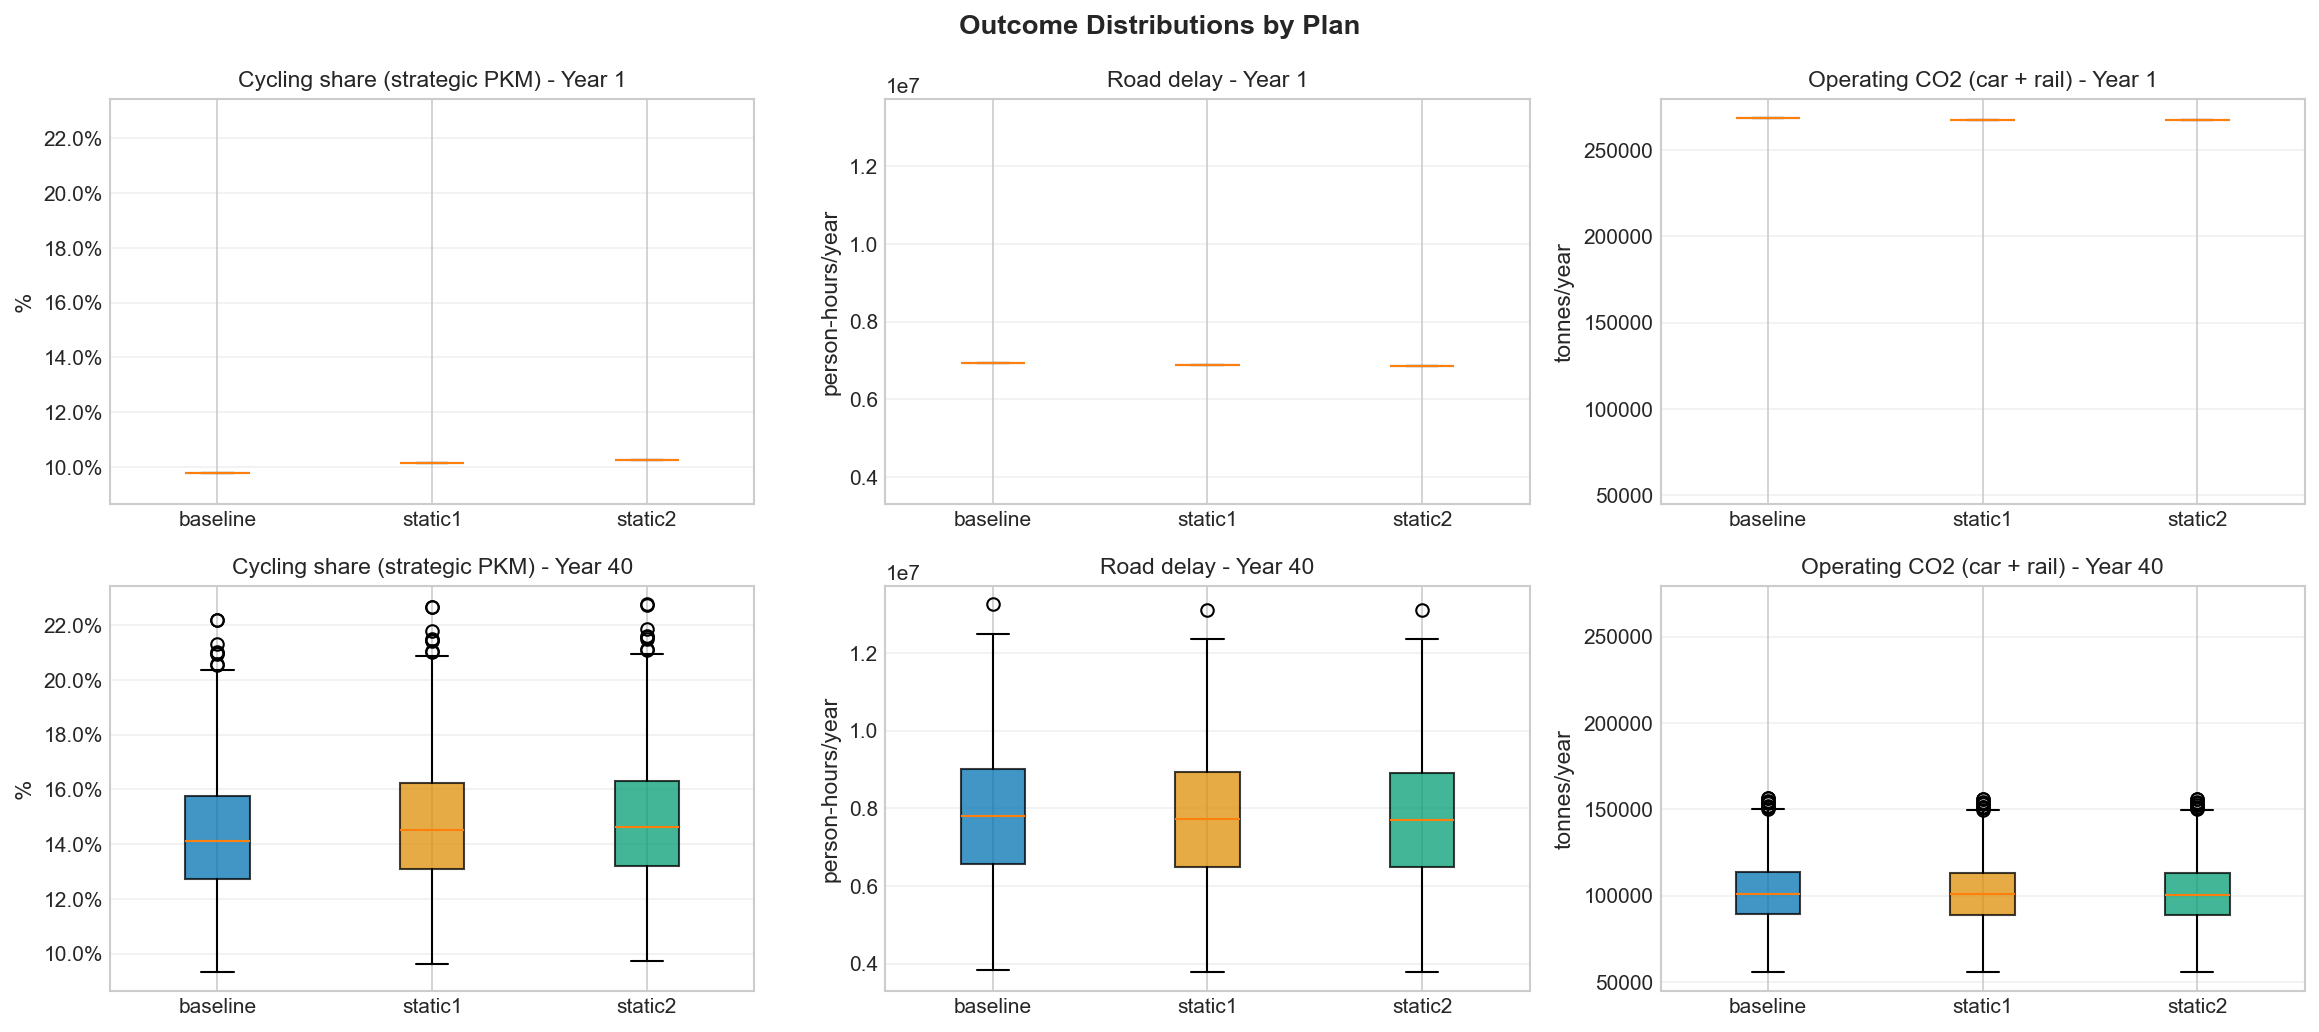 Outcome Distributions by Plan
Cycling share (strategic PKM) - Year 1
%
22.0%
20.0%
18.0%
16.0%
14.0%
12.0%
10.0%
baseline static1 static2
Road delay - Year 1
1e7
person-hours/year
1.2
1.0
0.8
0.6
0.4
baseline static1 static2
Operating CO2 (car + rail) - Year 1
tonnes/year
250000
200000
150000
100000
50000
baseline static1 static2
Cycling share (strategic PKM) - Year 40
%
22.0%
20.0%
18.0%
16.0%
14.0%
12.0%
10.0%
baseline static1 static2
Road delay - Year 40
1e7
person-hours/year
1.2
1.0
0.8
0.6
0.4
baseline static1 static2
Operating CO2 (car + rail) - Year 40
tonnes/year
250000
200000
150000
100000
50000
baseline static1 static2